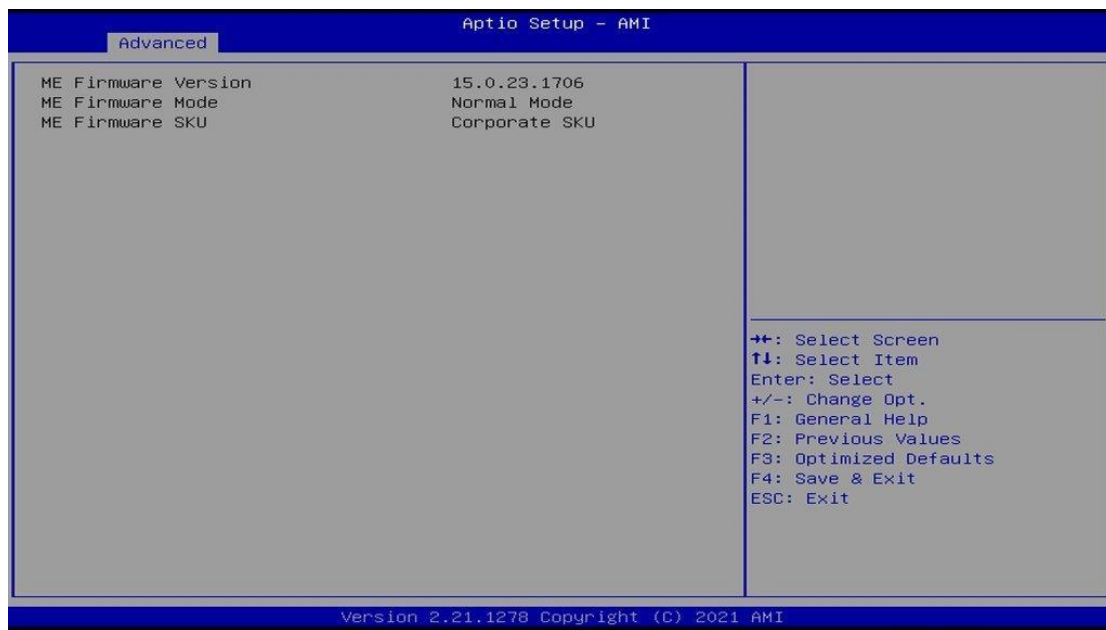 Aptio Setup – AMI
Advanced
ME Firmware Version 15.0.23.1706
ME Firmware Mode Normal Mode
ME Firmware SKU Corporate SKU
→←: Select Screen
↑↓: Select Item
Enter: Select
+/-: Change Opt.
F1: General Help
F2: Previous Values
F3: Optimized Defaults
F4: Save & Exit
ESC: Exit
Version 2.21.1278 Copyright (C) 2021 AMI